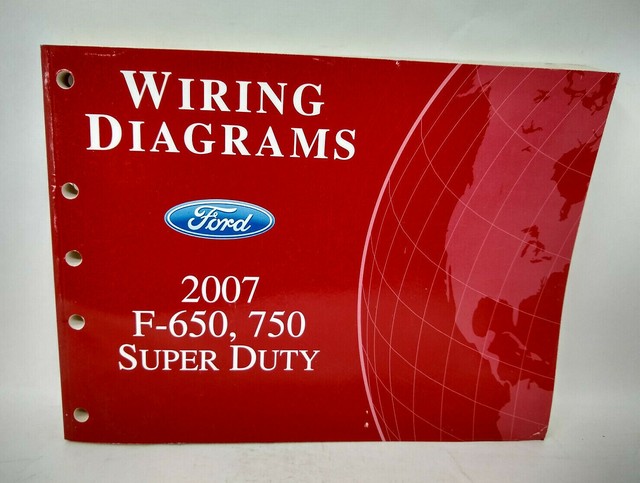 WIRING
DIAGRAMS
Ford
2007
F-650, 750
SUPER DUTY